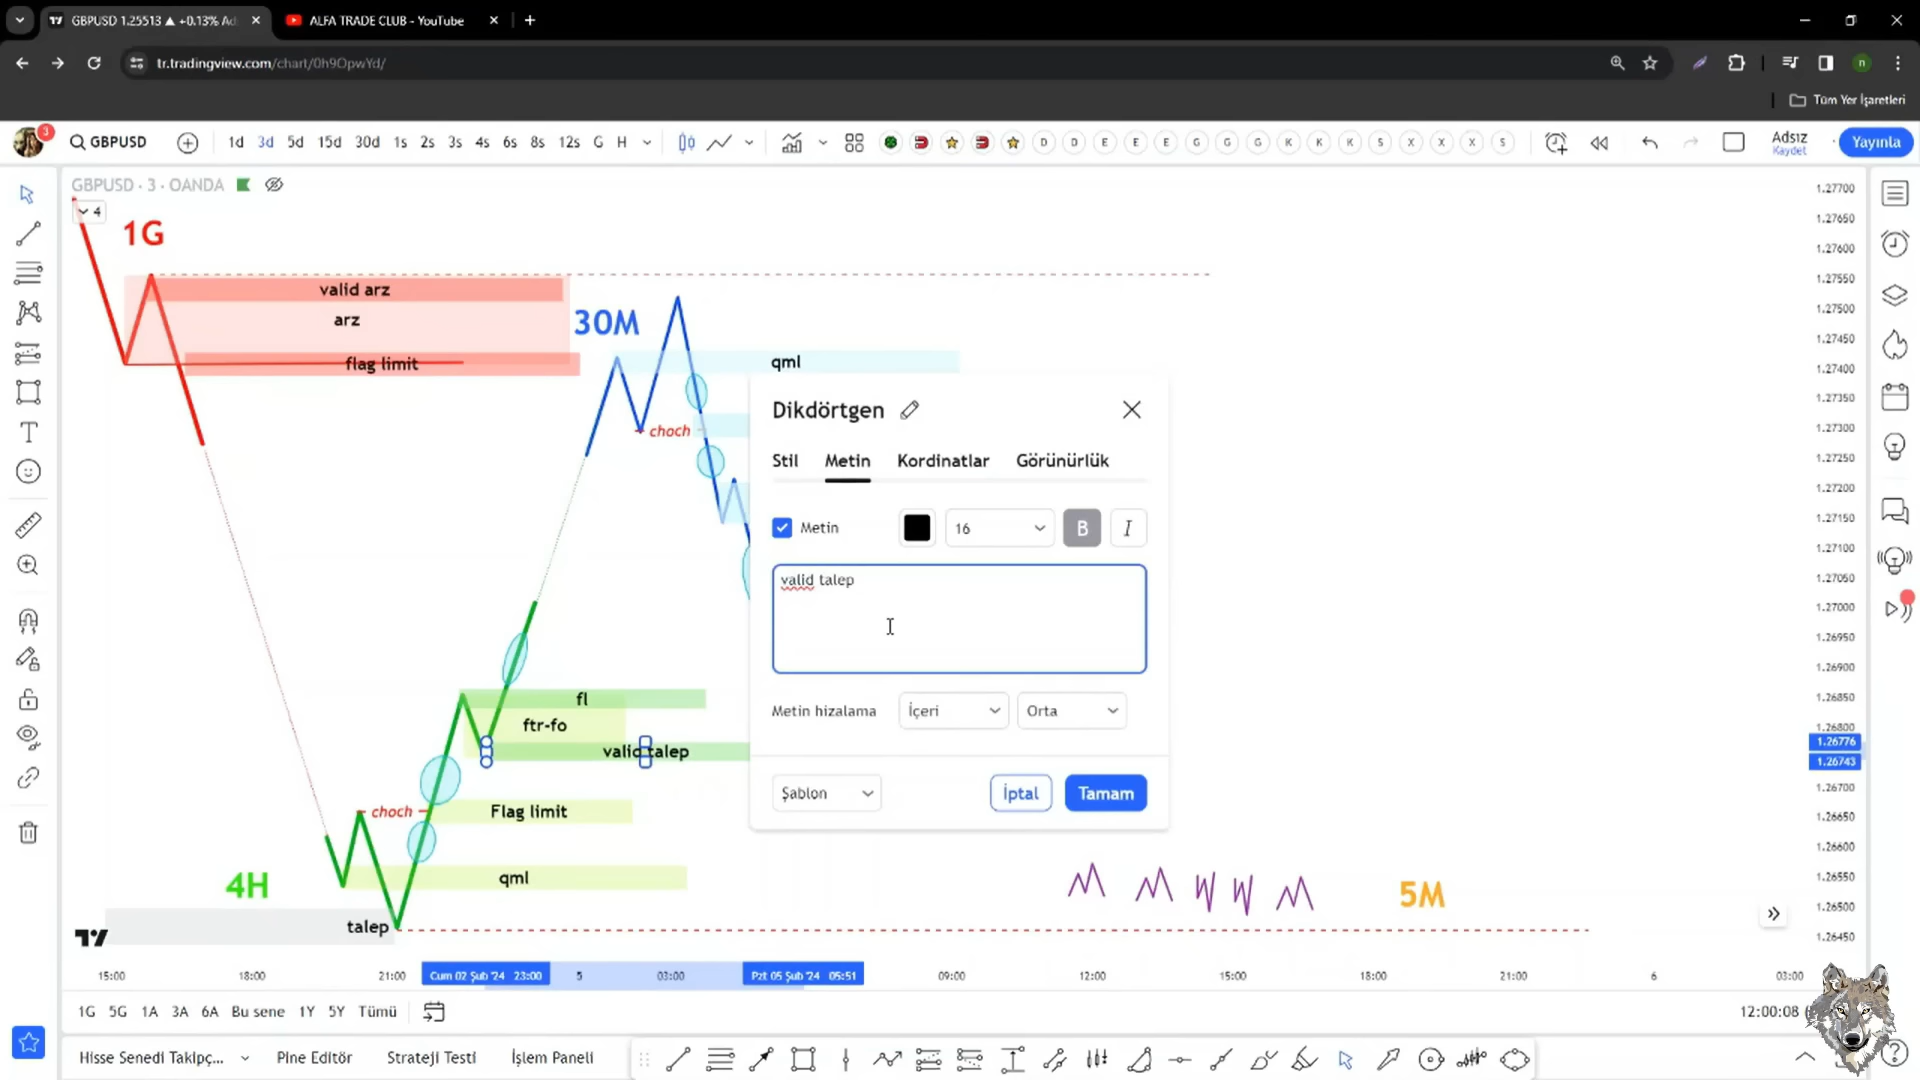 GBPUSD 1.25513 ▲ +0.13% Ad
ALFA TRADE CLUB - YouTube
tr.tradingview.com/chart/0h9OpwYd/
n
Tüm Yer İşaretleri
3
GBPUSD
1d 3d 5d 15d 30d 1s 2s 3s 4s 6s 8s 12s G H
D D E E E G G G K K K S X X X S
Adsız
Kaydet
Yayınla
GBPUSD · 3 · OANDA
4
1G
valid arz
arz
flag limit
30M
qml
choch
Dikdörtgen
Stil Metin Kordinatlar Görünürlük
Metin
16
B
I
valid talep
Metin hizalama
İçeri
Orta
Şablon
İptal
Tamam
fl
ftr-fo
valid talep
choch
Flag limit
qml
4H
talep
5M
1.27700
1.27650
1.27600
1.27550
1.27500
1.27450
1.27400
1.27350
1.27300
1.27250
1.27200
1.27150
1.27100
1.27050
1.27000
1.26950
1.26900
1.26850
1.26800
1.26776
1.26743
1.26700
1.26650
1.26600
1.26550
1.26500
1.26450
15:00 18:00 21:00 Cum 02 Şub '24 23:00 5 03:00 Pzt 05 Şub '24 05:51 09:00 12:00 15:00 18:00 21:00 6 03:00
1G 5G 1A 3A 6A Bu sene 1Y 5Y Tümü
12:00:08
Hisse Senedi Takipç...
Pine Editör
Strateji Testi
İşlem Paneli